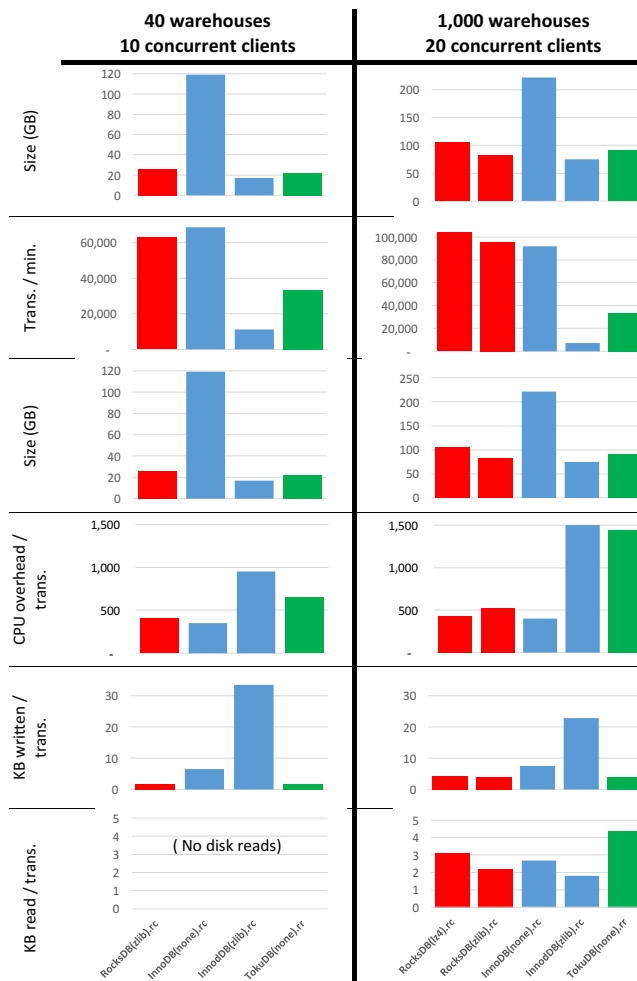 40 warehouses
10 concurrent clients
1,000 warehouses
20 concurrent clients
Size (GB)
120
100
80
60
40
20
0
200
150
100
50
0
Trans. / min.
60,000
40,000
20,000
-
100,000
80,000
60,000
40,000
20,000
-
Size (GB)
120
100
80
60
40
20
0
250
200
150
100
50
0
CPU overhead /
trans.
1,500
1,000
500
-
1,500
1,000
500
-
KB written /
trans.
30
20
10
0
30
20
10
0
KB read / trans.
5
4
3
2
1
0
( No disk reads)
5
4
3
2
1
0
RocksDB(zlib).rc
InnoDB(none).rc
InnodDB(zlib).rc
TokuDB(none).rr
RocksDB(lz4).rc
RocksDB(zlib).rc
InnoDB(none).rc
InnodDB(zlib).rc
TokuDB(none).rr